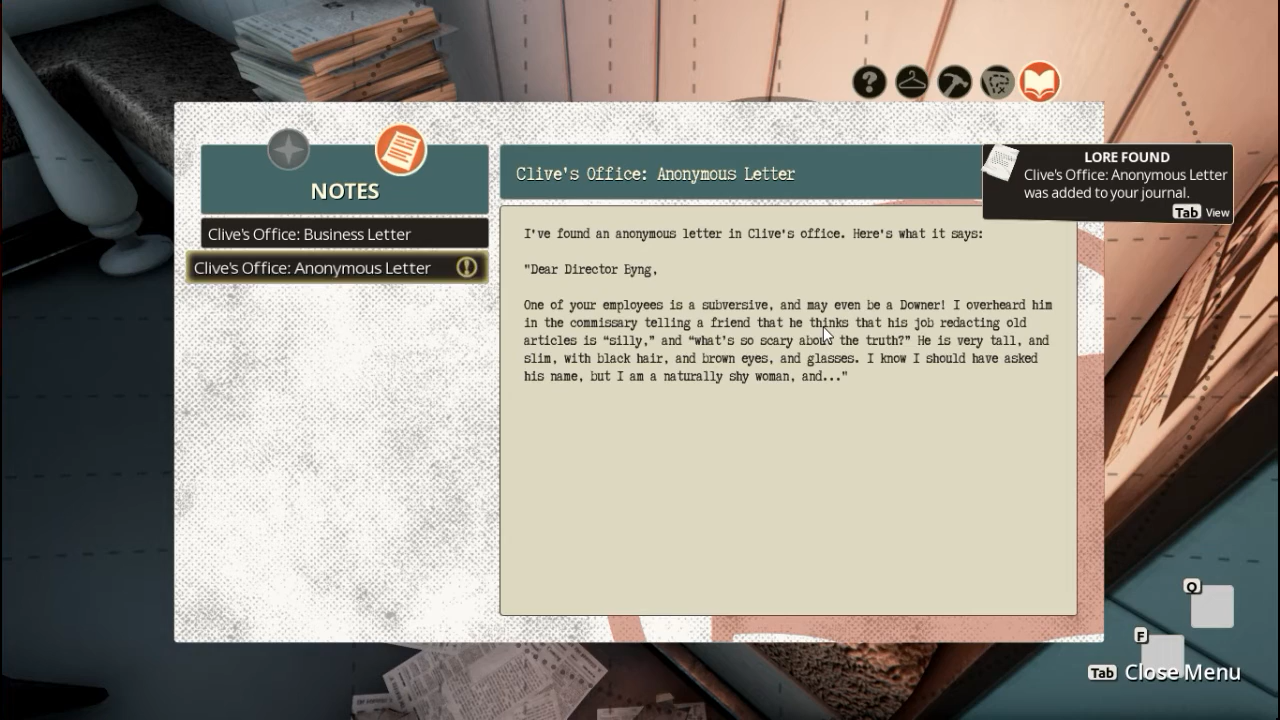 ?
NOTES
Clive's Office: Business Letter
Clive's Office: Anonymous Letter
Clive's Office: Anonymous Letter
I've found an anonymous letter in Clive's office. Here's what it says:
"Dear Director Byng,
One of your employees is a subversive, and may even be a Downer! I overheard him
in the commissary telling a friend that he thinks that his job redacting old
articles is “silly,” and “what's so scary about the truth?” He is very tall, and
slim, with black hair, and brown eyes, and glasses. I know I should have asked
his name, but I am a naturally shy woman, and..."
LORE FOUND
Clive's Office: Anonymous Letter
was added to your journal.
Tab View
Q
F
Tab Close Menu